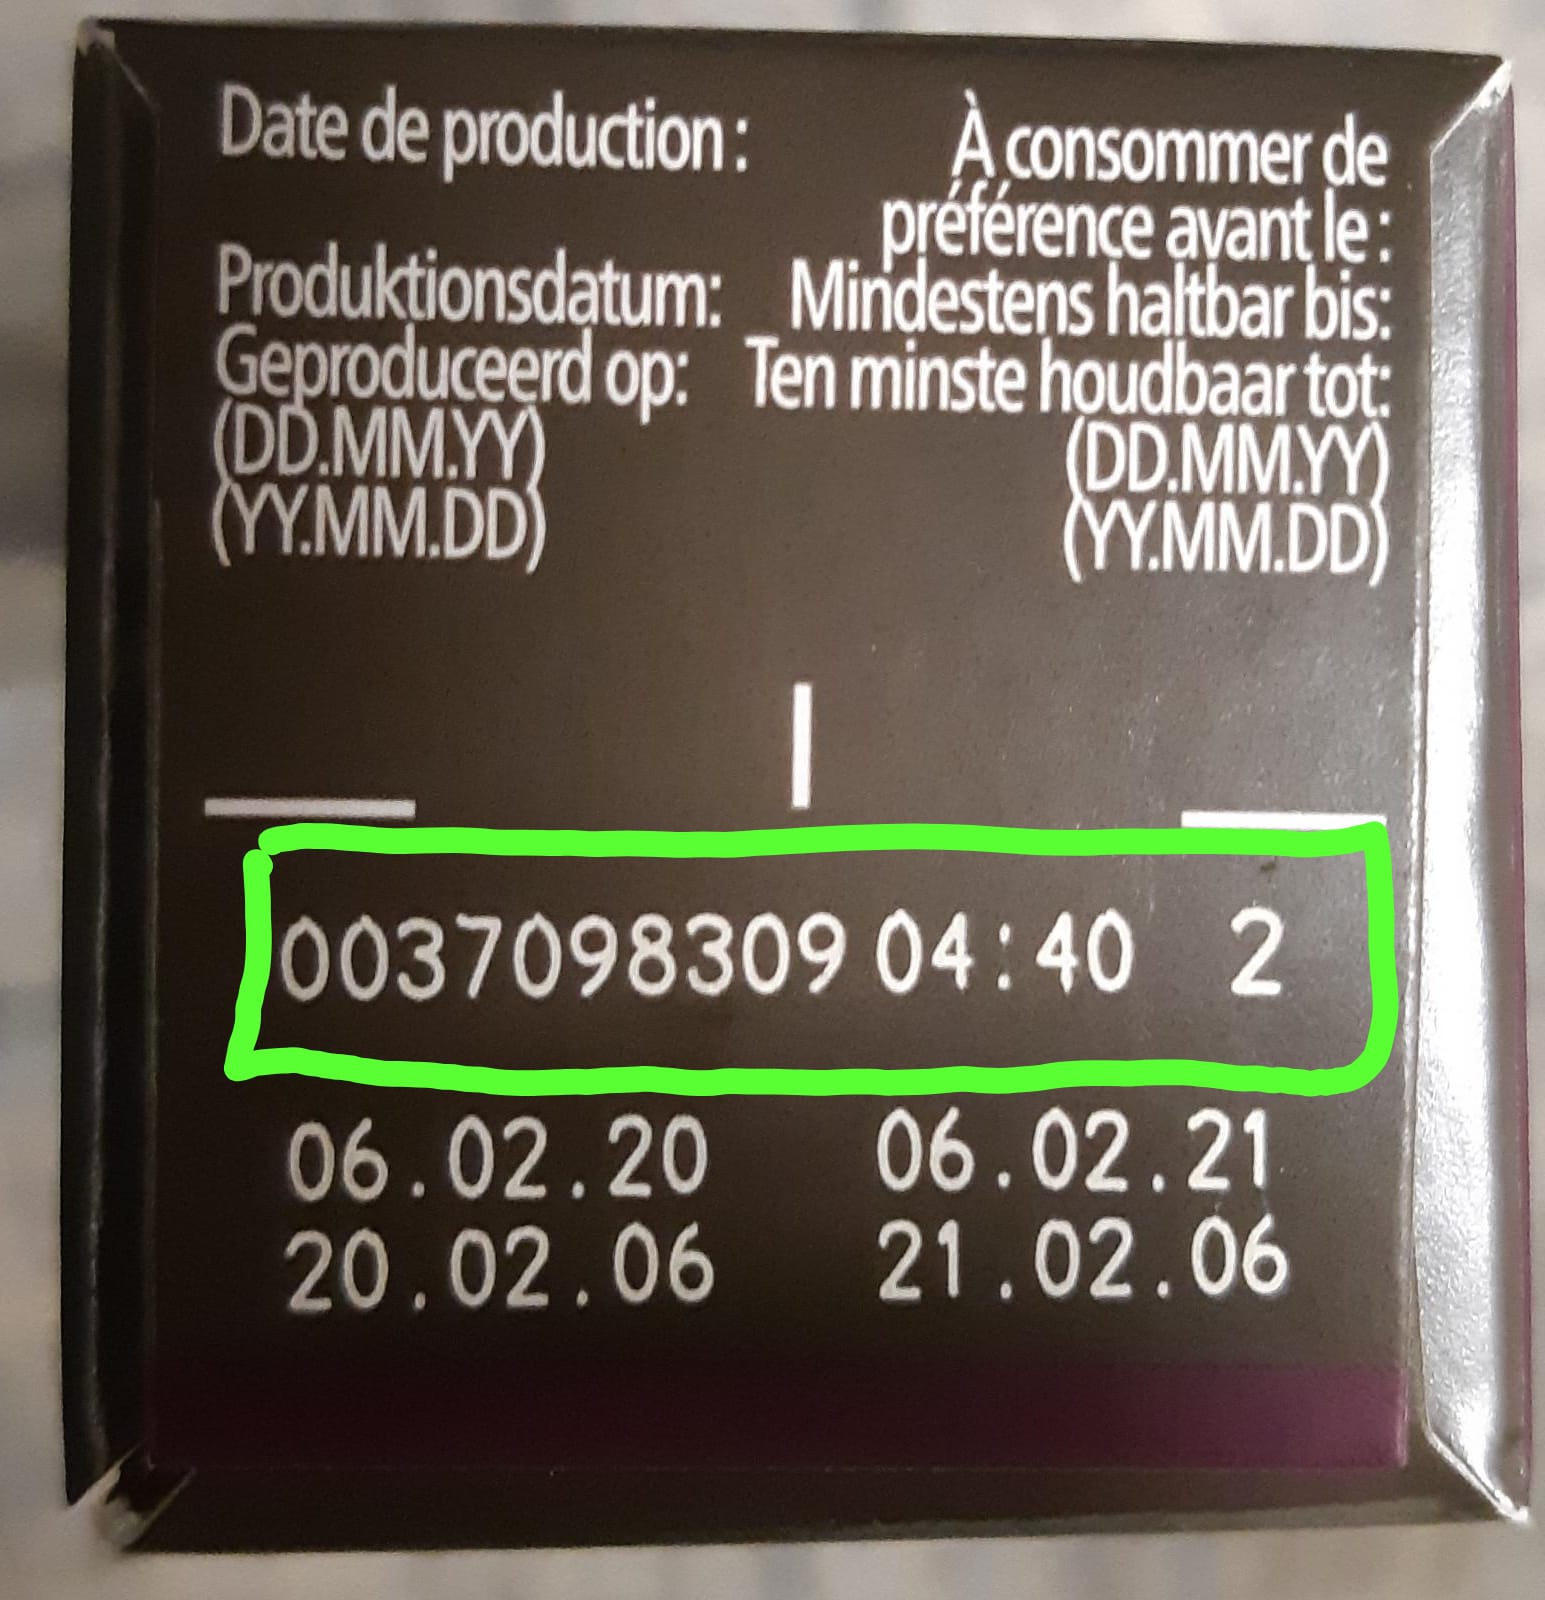 Date de production :
À consommer de
préférence avant le :
Produktionsdatum: Mindestens haltbar bis:
Geproduceerd op: Ten minste houdbaar tot:
(DD.MM.YY) (DD.MM.YY)
(YY.MM.DD) (YY.MM.DD)
0037098309 04:40 2
06.02.20 06.02.21
20.02.06 21.02.06